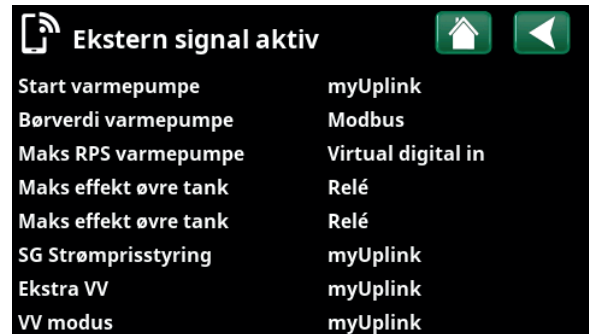 Ekstern signal aktiv
Start varmepumpe myUplink
Børverdi varmepumpe Modbus
Maks RPS varmepumpe Virtual digital in
Maks effekt øvre tank Relé
Maks effekt øvre tank Relé
SG Strømprisstyring myUplink
Ekstra VV myUplink
VV modus myUplink